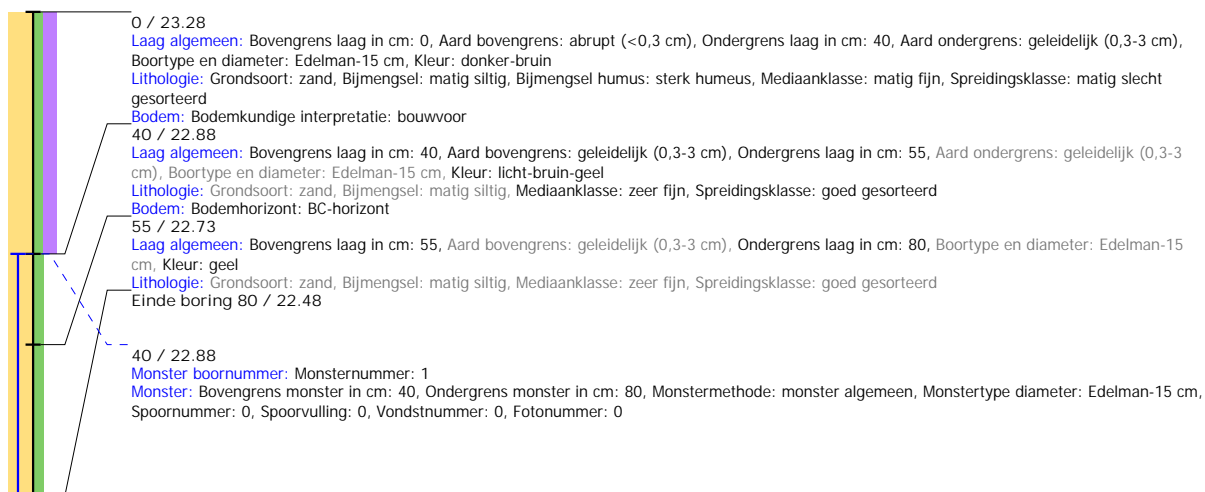 0 / 23.28
Laag algemeen: Bovengrens laag in cm: 0, Aard bovengrens: abrupt (<0,3 cm), Ondergrens laag in cm: 40, Aard ondergrens: geleidelijk (0,3-3 cm),
Boortype en diameter: Edelman-15 cm, Kleur: donker-bruin
Lithologie: Grondsoort: zand, Bijmengsel: matig siltig, Bijmengsel humus: sterk humeus, Mediaanklasse: matig fijn, Spreidingsklasse: matig slecht
gesorteerd
Bodem: Bodemkundige interpretatie: bouwvoor
40 / 22.88
Laag algemeen: Bovengrens laag in cm: 40, Aard bovengrens: geleidelijk (0,3-3 cm), Ondergrens laag in cm: 55, Aard ondergrens: geleidelijk (0,3-3
cm), Boortype en diameter: Edelman-15 cm, Kleur: licht-bruin-geel
Lithologie: Grondsoort: zand, Bijmengsel: matig siltig, Mediaanklasse: zeer fijn, Spreidingsklasse: goed gesorteerd
Bodem: Bodemhorizont: BC-horizont
55 / 22.73
Laag algemeen: Bovengrens laag in cm: 55, Aard bovengrens: geleidelijk (0,3-3 cm), Ondergrens laag in cm: 80, Boortype en diameter: Edelman-15
cm, Kleur: geel
Lithologie: Grondsoort: zand, Bijmengsel: matig siltig, Mediaanklasse: zeer fijn, Spreidingsklasse: goed gesorteerd
Einde boring 80 / 22.48
40 / 22.88
Monster boornummer: Monsternummer: 1
Monster: Bovengrens monster in cm: 40, Ondergrens monster in cm: 80, Monstermethode: monster algemeen, Monstertype diameter: Edelman-15 cm,
Spoornummer: 0, Spoorvulling: 0, Vondstnummer: 0, Fotonummer: 0